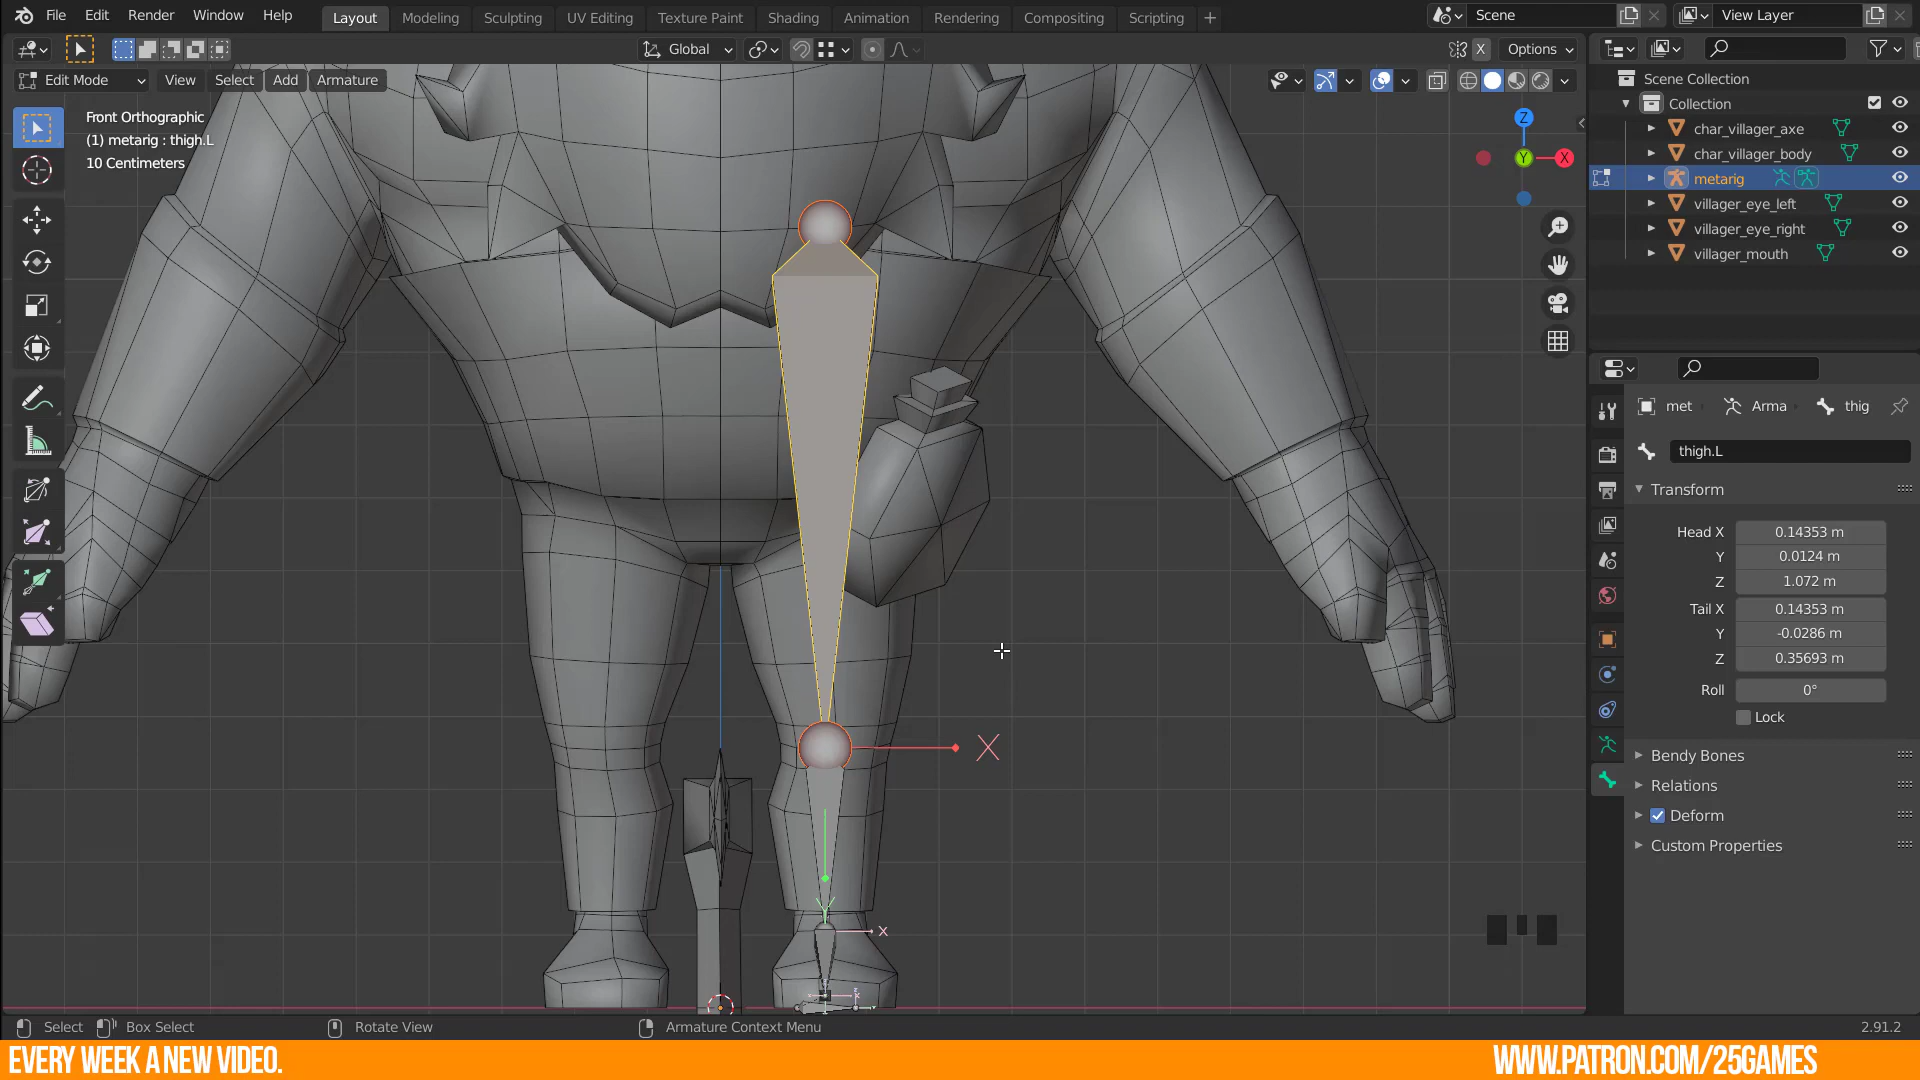 File Edit Render Window Help Layout Modeling Sculpting UV Editing Texture Paint Shading Animation Rendering Compositing Scripting + Scene View Layer
Global X Options
Edit Mode View Select Add Armature
Front Orthographic
(1) metarig : thigh.L
10 Centimeters
Z
Y
X
X
Y
X
Scene Collection
Collection
char_villager_axe
char_villager_body
metarig
villager_eye_left
villager_eye_right
villager_mouth
met Arma thig
thigh.L
Transform
Head X 0.14353 m
Y 0.0124 m
Z 1.072 m
Tail X 0.14353 m
Y -0.0286 m
Z 0.35693 m
Roll 0°
Lock
Bendy Bones
Relations
Deform
Custom Properties
Select Box Select Rotate View Armature Context Menu 2.91.2
EVERY WEEK A NEW VIDEO. WWW.PATRON.COM/25GAMES